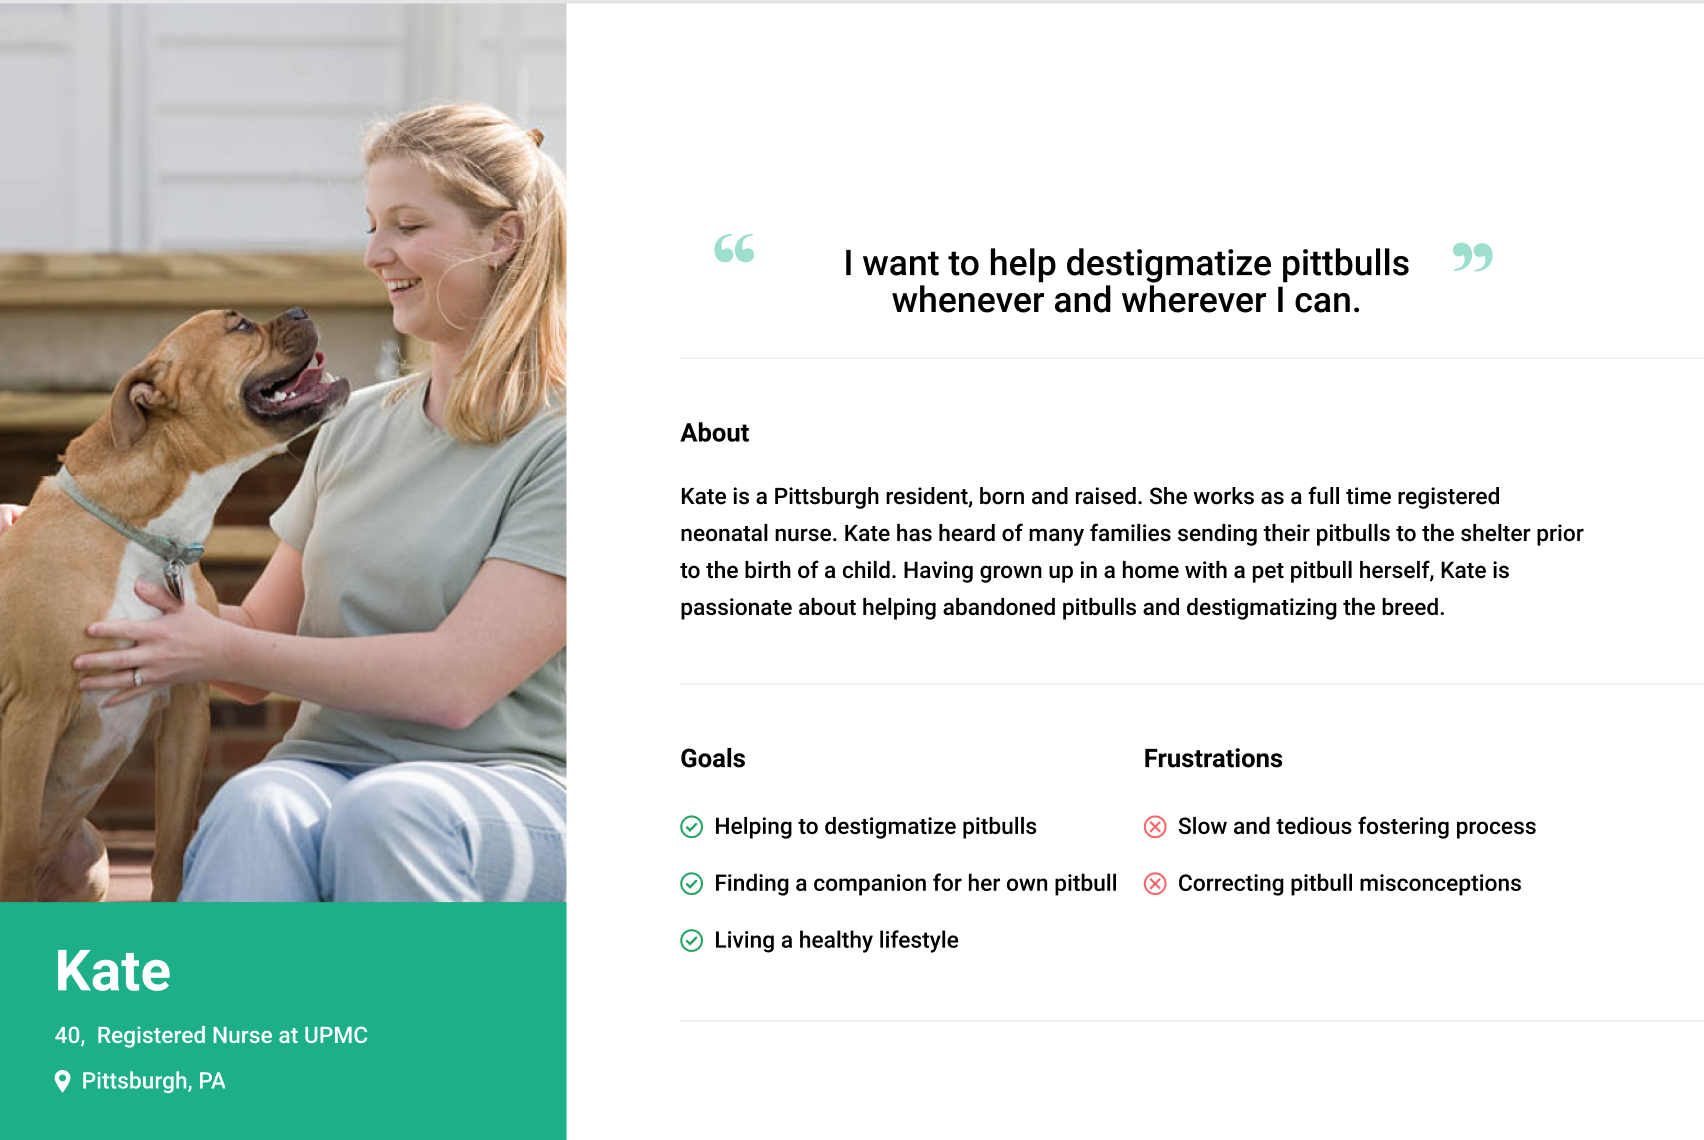 “ I want to help destigmatize pittbulls ”
whenever and wherever I can.
About
Kate is a Pittsburgh resident, born and raised. She works as a full time registered
neonatal nurse. Kate has heard of many families sending their pitbulls to the shelter prior
to the birth of a child. Having grown up in a home with a pet pitbull herself, Kate is
passionate about helping abandoned pitbulls and destigmatizing the breed.
Goals
Helping to destigmatize pitbulls
Finding a companion for her own pitbull
Living a healthy lifestyle
Frustrations
Slow and tedious fostering process
Correcting pitbull misconceptions
Kate
40, Registered Nurse at UPMC
Pittsburgh, PA